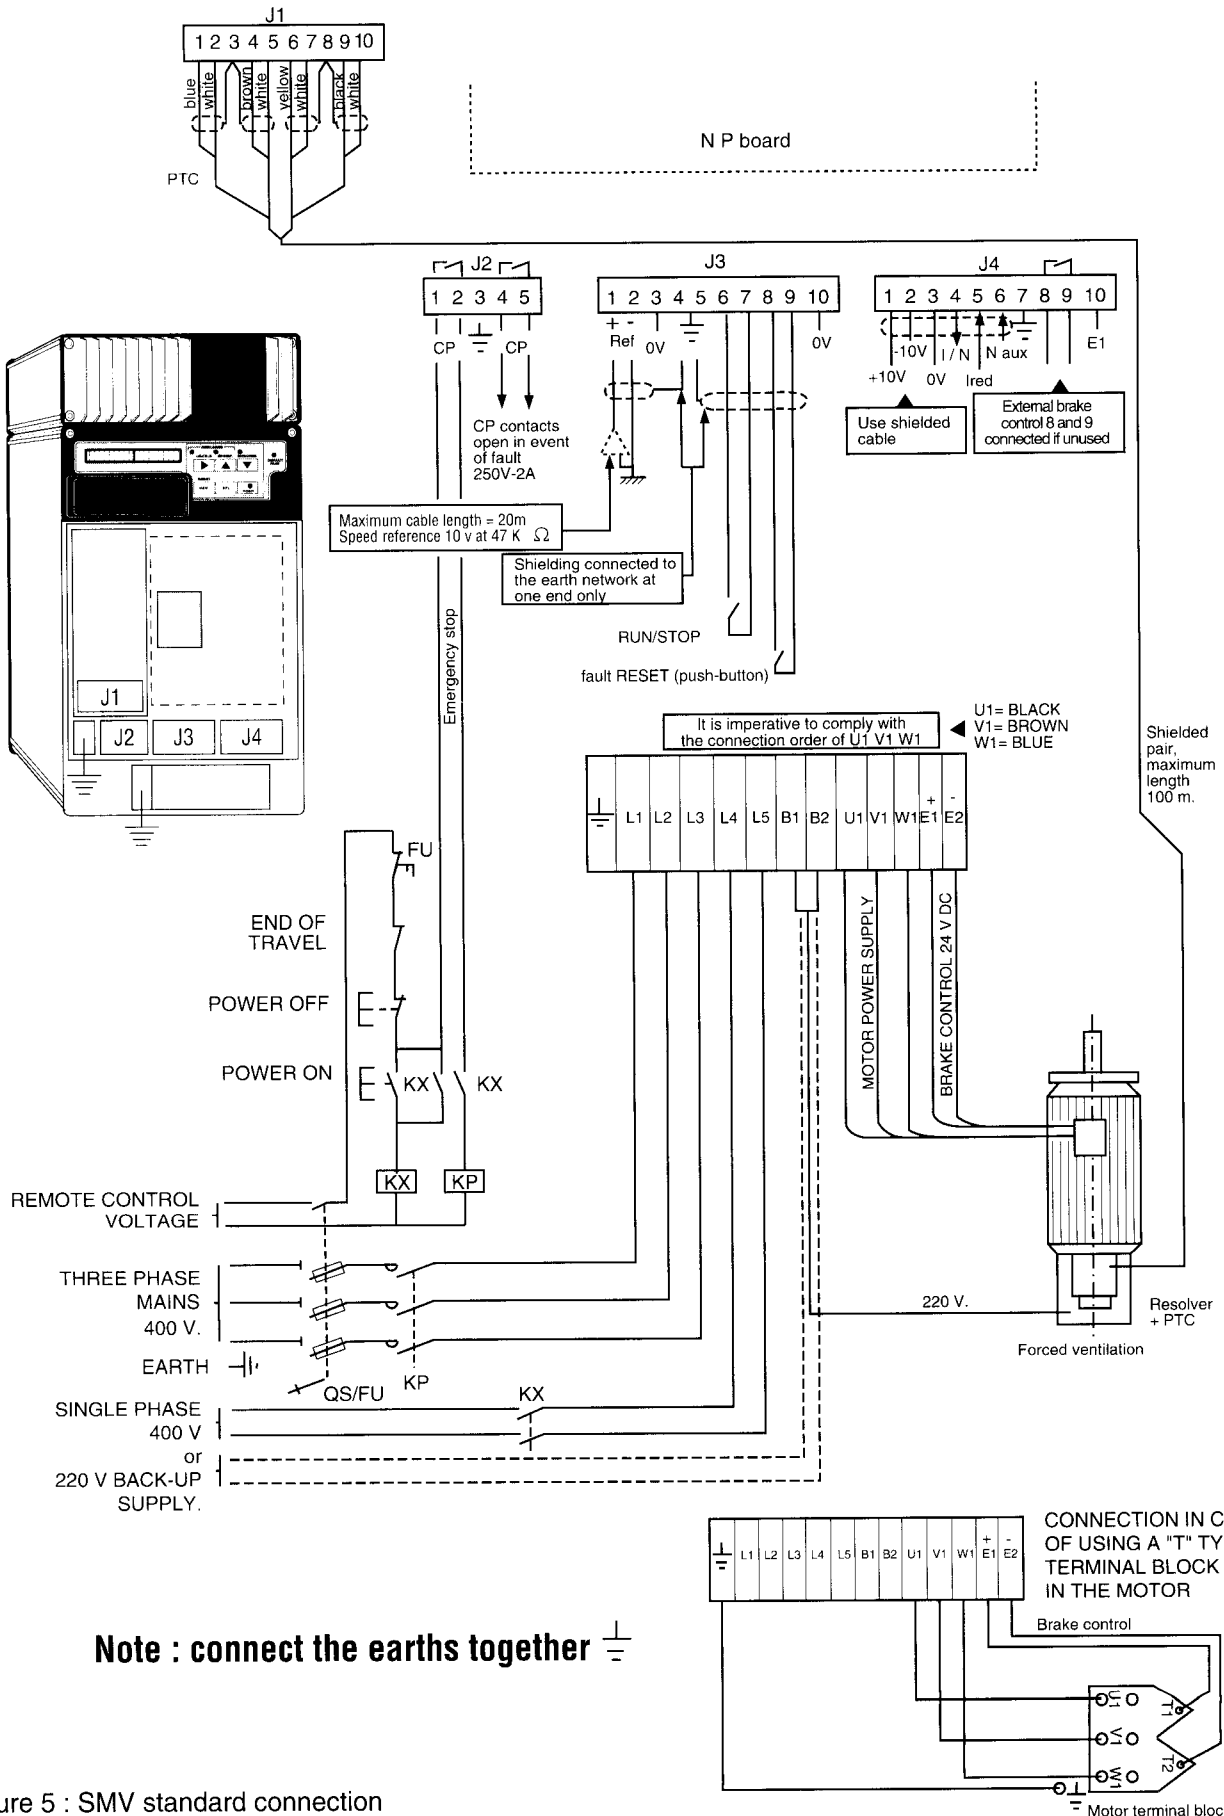 J1
1 2 3 4 5 6 7 8 9 10
blue
white
brown
white
yellow
white
black
white
PTC
N P board
J2
1 2 3 4 5
CP
CP
CP contacts
open in event
of fault
250V-2A
J3
1 2 3 4 5 6 7 8 9 10
+ -
Ref
0V
0V
J4
1 2 3 4 5 6 7 8 9 10
-10V
I / N
N aux
E1
+10V
0V
Ired
Use shielded
cable
External brake
control 8 and 9
connected if unused
Maximum cable length = 20m
Speed reference 10 v at 47 K Ω
Shielding connected to
the earth network at
one end only
Emergency stop
RUN/STOP
fault RESET (push-button)
J1
J2 J3 J4
It is imperative to comply with
the connection order of U1 V1 W1
U1= BLACK
V1= BROWN
W1= BLUE
Shielded
pair,
maximum
length
100 m.
+ -
L1 L2 L3 L4 L5 B1 B2 U1 V1 W1 E1 E2
FU
END OF
TRAVEL
POWER OFF
POWER ON
KX
KX
MOTOR POWER SUPPLY
BRAKE CONTROL 24 V DC
KX
KP
REMOTE CONTROL
VOLTAGE
THREE PHASE
MAINS
400 V.
EARTH
QS/FU
KP
220 V.
Resolver
+ PTC
Forced ventilation
SINGLE PHASE
400 V
KX
or
220 V BACK-UP
SUPPLY.
CONNECTION IN C
OF USING A "T" TY
TERMINAL BLOCK
IN THE MOTOR
+ -
L1 L2 L3 L4 L5 B1 B2 U1 V1 W1 E1 E2
Brake control
Note : connect the earths together
U1
V1
W1
T1
T2
Motor terminal bloc
ure 5 : SMV standard connection